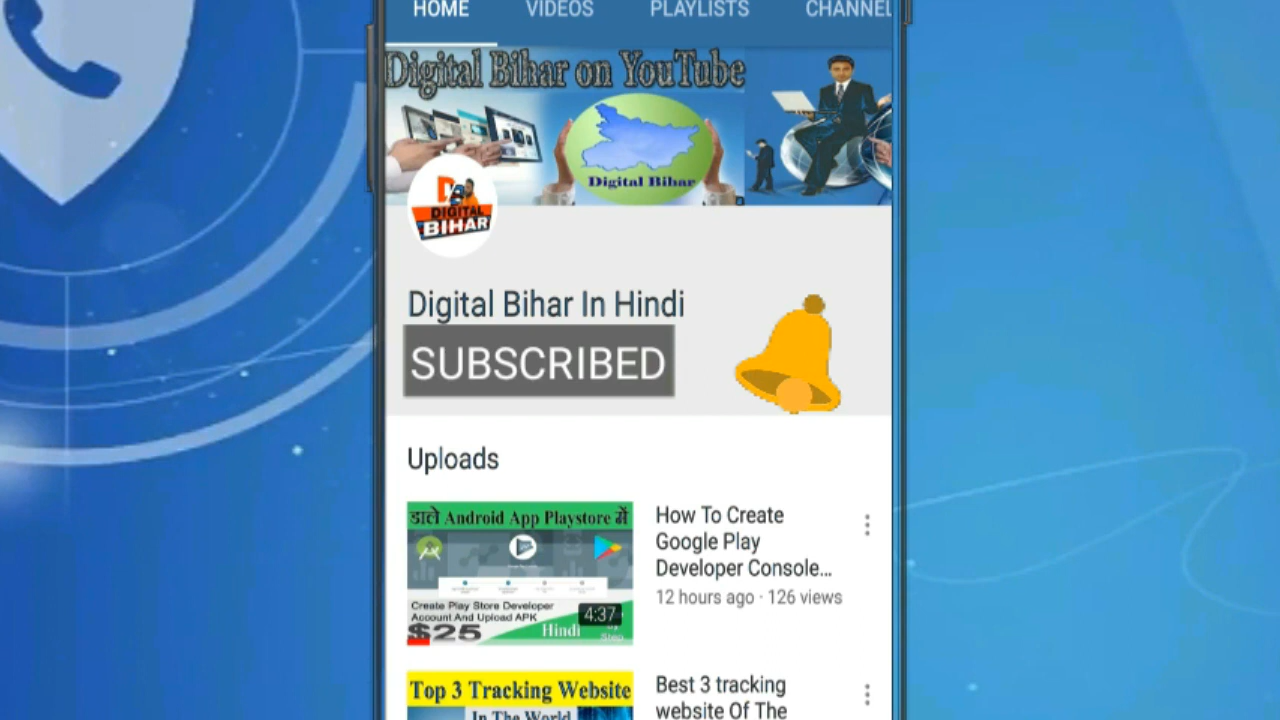 HOME VIDEOS PLAYLISTS CHANNEL
Digital Bihar on YouTube
Digital Bihar
DIGITAL
BIHAR
Digital Bihar In Hindi
SUBSCRIBED
Uploads
डाले Android App Playstore में
Create Play Store Developer
Account And Upload APK
$25
Hindi
Step
4:37
How To Create
Google Play
Developer Console...
12 hours ago · 126 views
Top 3 Tracking Website
In The World
Best 3 tracking
website Of The